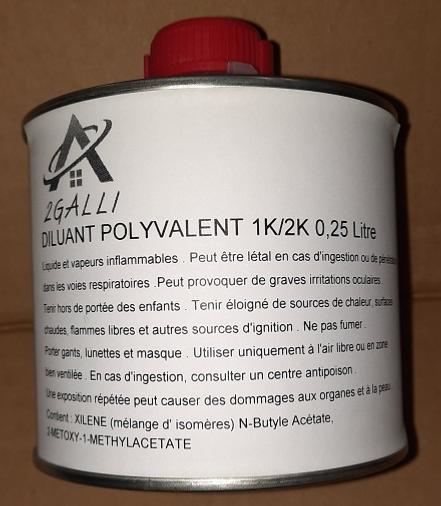 2GALLI
DILUANT POLYVALENT 1K/2K 0,25 Litre
Liquide et vapeurs inflammables . Peut être létal en cas d'ingestion ou de
dans les voies respiratoires .Peut provoquer de graves irritations oculaires.
Tenir hors de portée des enfants . Tenir éloigné de sources de chaleur, surfaces
chaudes, flammes libres et autres sources d'ignition . Ne pas fumer .
Porter gants, lunettes et masque . Utiliser uniquement à l'air libre ou en zone
bien ventilée . En cas d'ingestion, consulter un centre antipoison .
Une exposition répétée peut causer des dommages aux organes et à la peau.
Contient : XILENE (mélange d' isomères) N-Butyle Acétate,
2-METOXY-1-METHYLACETATE